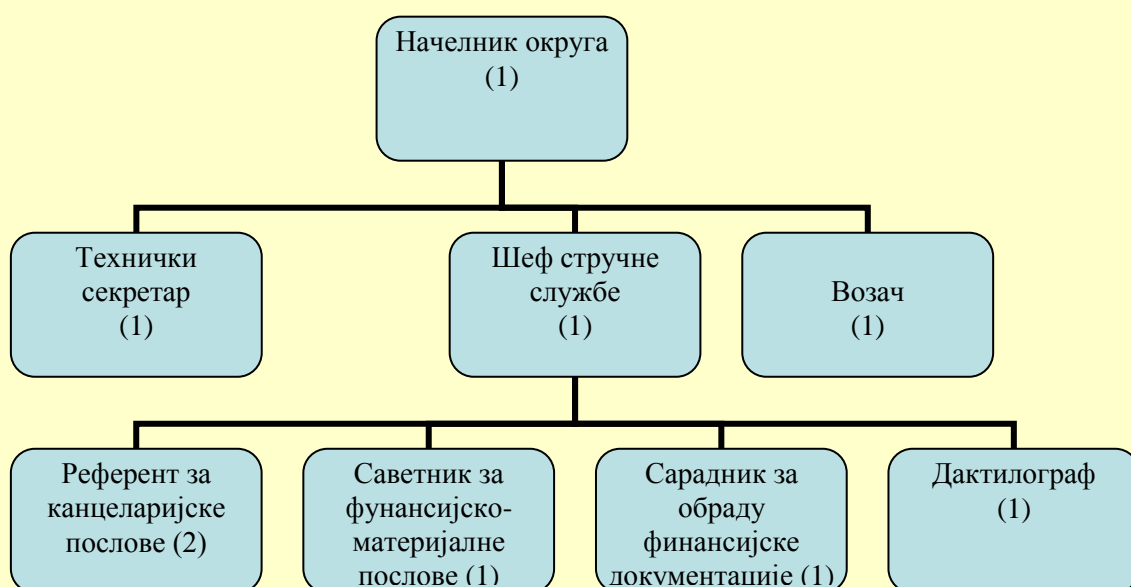 Начелник округа
(1)
Технички
секретар
(1)
Шеф стручне
службе
(1)
Возач
(1)
Референт за
канцеларијске
послове (2)
Саветник за
фунансијско-
материјалне
послове (1)
Сарадник за
обраду
финансијске
документације (1)
Дактилограф
(1)